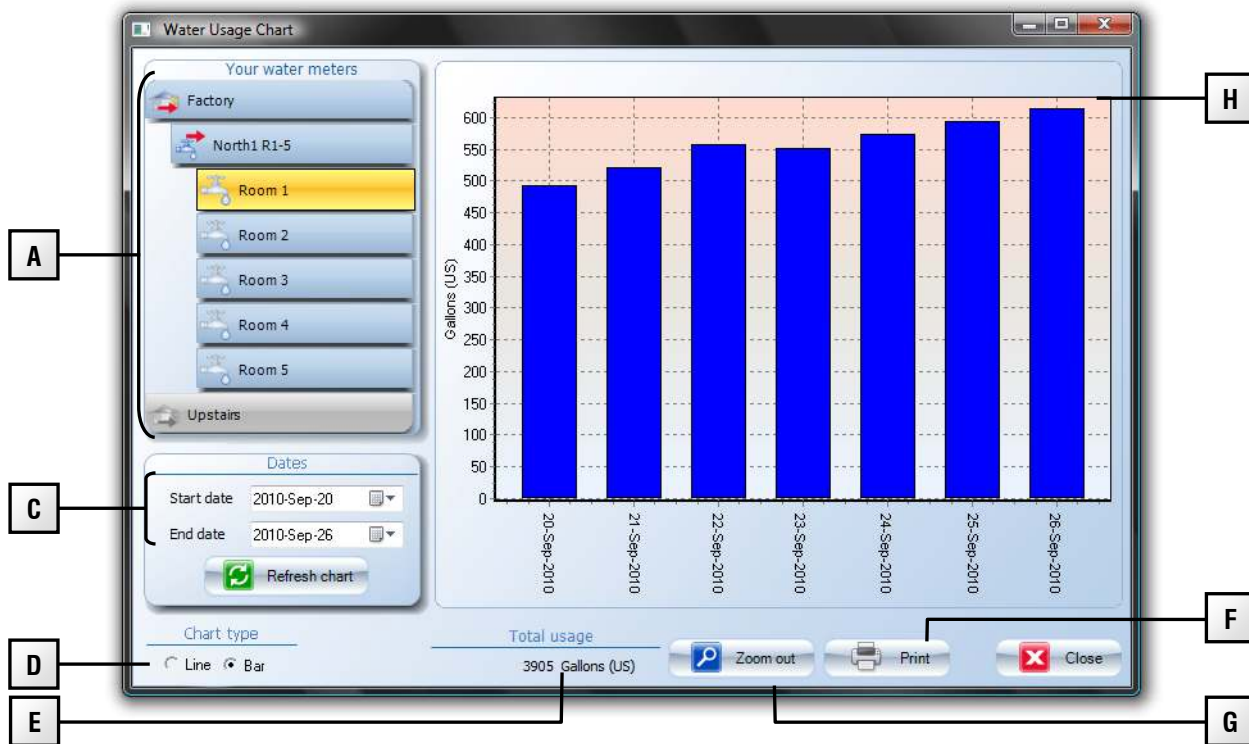 Water Usage Chart
Your water meters
Factory
North1 R1-5
Room 1
Room 2
Room 3
Room 4
Room 5
Upstairs
Dates
Start date 2010-Sep-20
End date 2010-Sep-26
Refresh chart
Chart type
Line Bar
Gallons (US)
600
550
500
450
400
350
300
250
200
150
100
50
0
20-Sep-2010
21-Sep-2010
22-Sep-2010
23-Sep-2010
24-Sep-2010
25-Sep-2010
26-Sep-2010
Total usage
3905 Gallons (US)
Zoom out
Print
Close
A
C
D
E
H
F
G